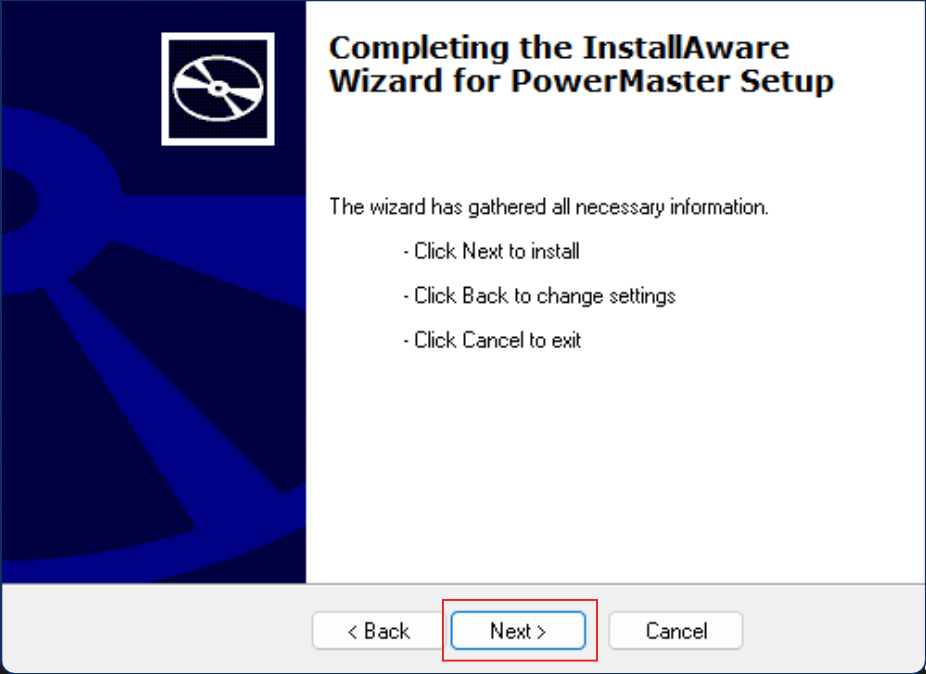 Completing the InstallAware
Wizard for PowerMaster Setup
The wizard has gathered all necessary information.
- Click Next to install
- Click Back to change settings
- Click Cancel to exit
< Back
Next >
Cancel